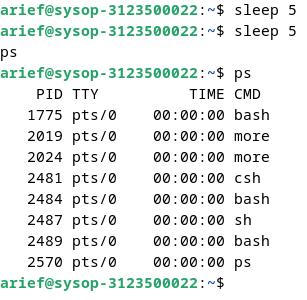 arief@sysop-3123500022:~$ sleep 5
arief@sysop-3123500022:~$ sleep 5
ps
arief@sysop-3123500022:~$ ps
    PID TTY          TIME CMD
   1775 pts/0    00:00:00 bash
   2019 pts/0    00:00:00 more
   2024 pts/0    00:00:00 more
   2481 pts/0    00:00:00 csh
   2484 pts/0    00:00:00 bash
   2487 pts/0    00:00:00 sh
   2489 pts/0    00:00:00 bash
   2570 pts/0    00:00:00 ps
arief@sysop-3123500022:~$